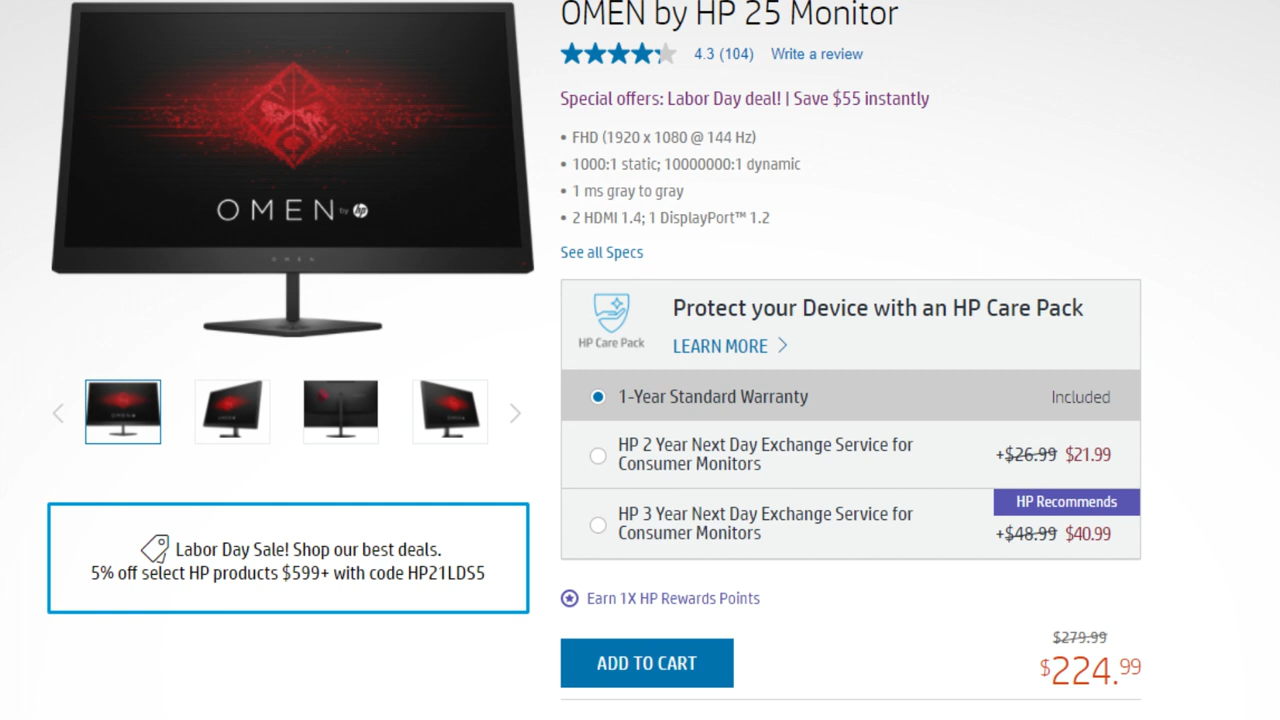 OMEN by HP 25 Monitor
4.3 (104) Write a review
Special offers: Labor Day deal! | Save $55 instantly
• FHD (1920 x 1080 @ 144 Hz)
• 1000:1 static; 10000000:1 dynamic
• 1 ms gray to gray
• 2 HDMI 1.4; 1 DisplayPort™ 1.2
See all Specs
OMEN by hp
OMEN
HP Care Pack
Protect your Device with an HP Care Pack
LEARN MORE
1-Year Standard Warranty Included
HP 2 Year Next Day Exchange Service for
Consumer Monitors
+$26.99 $21.99
HP Recommends
HP 3 Year Next Day Exchange Service for
Consumer Monitors
+$48.99 $40.99
Labor Day Sale! Shop our best deals.
5% off select HP products $599+ with code HP21LDS5
Earn 1X HP Rewards Points
ADD TO CART
$279.99
$224.99